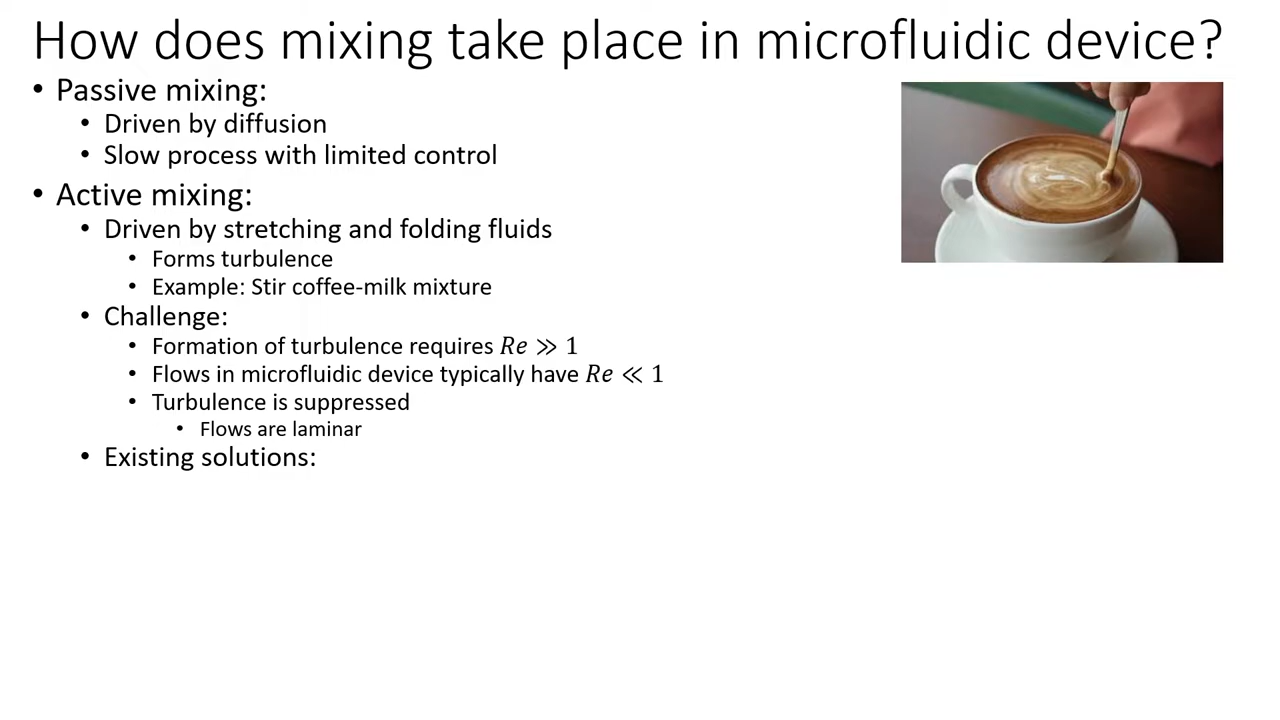 How does mixing take place in microfluidic device?
• Passive mixing:
• Driven by diffusion
• Slow process with limited control
• Active mixing:
• Driven by stretching and folding fluids
• Forms turbulence
• Example: Stir coffee-milk mixture
• Challenge:
• Formation of turbulence requires 𝑅𝑒 ≫ 1
• Flows in microfluidic device typically have 𝑅𝑒 ≪ 1
• Turbulence is suppressed
• Flows are laminar
• Existing solutions: